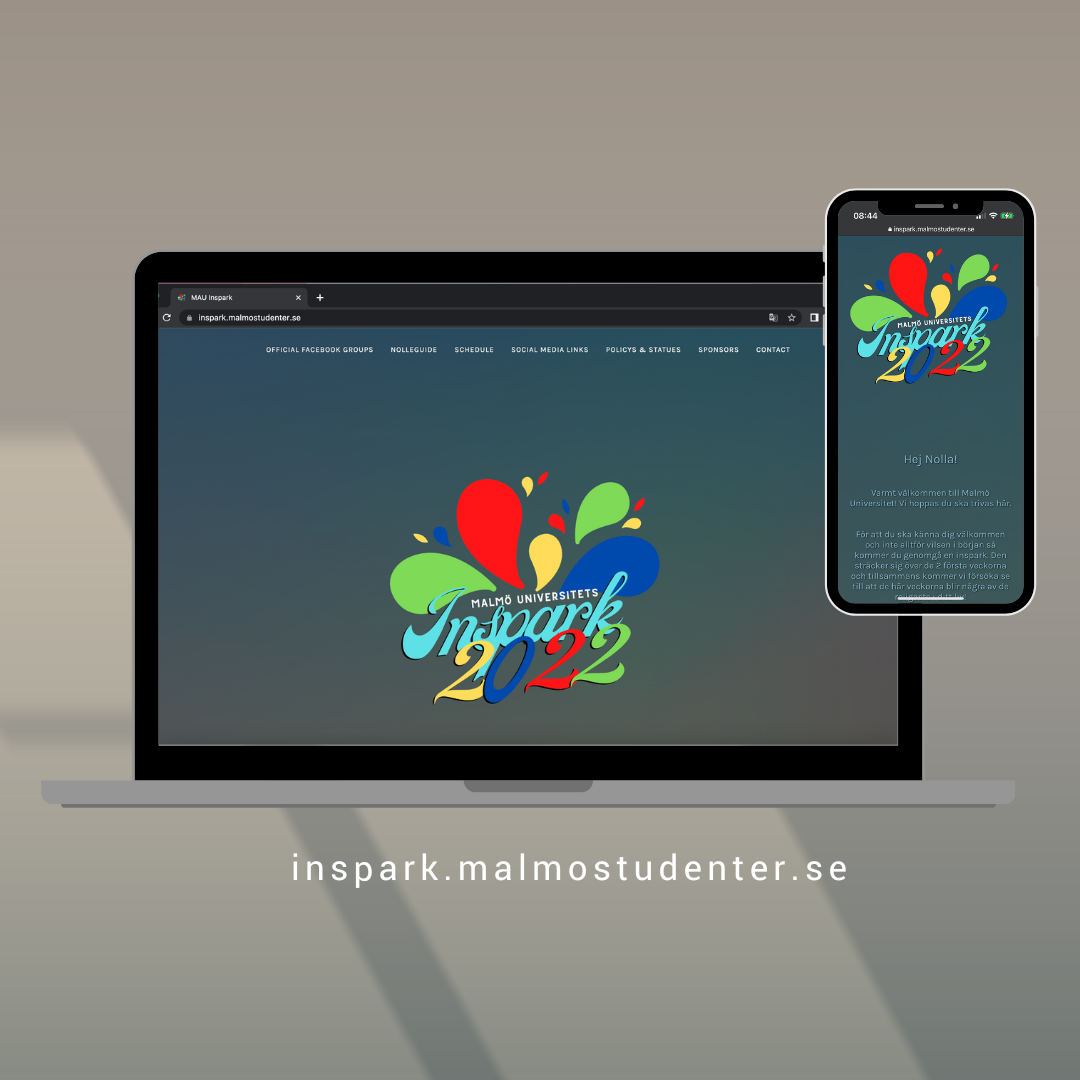 MAU Inspark
inspark.malmostudenter.se
OFFICIAL FACEBOOK GROUPS NOLLEGUIDE SCHEDULE SOCIAL MEDIA LINKS POLICYS & STATUES SPONSORS CONTACT
MALMÖ UNIVERSITETS
Inspark
2022
08:44
inspark.malmostudenter.se
MALMÖ UNIVERSITETS
Inspark
2022
Hej Nolla!
Varmt välkommen till Malmö
Universitet! Vi hoppas du ska trivas här.
För att du ska känna dig välkommen
och inte alltför vilsen i början så
kommer du genomgå en inspark. Den
sträcker sig över de 2 första veckorna
och tillsammans kommer vi försöka se
till att de här veckorna blir några av de
inspark.malmostudenter.se